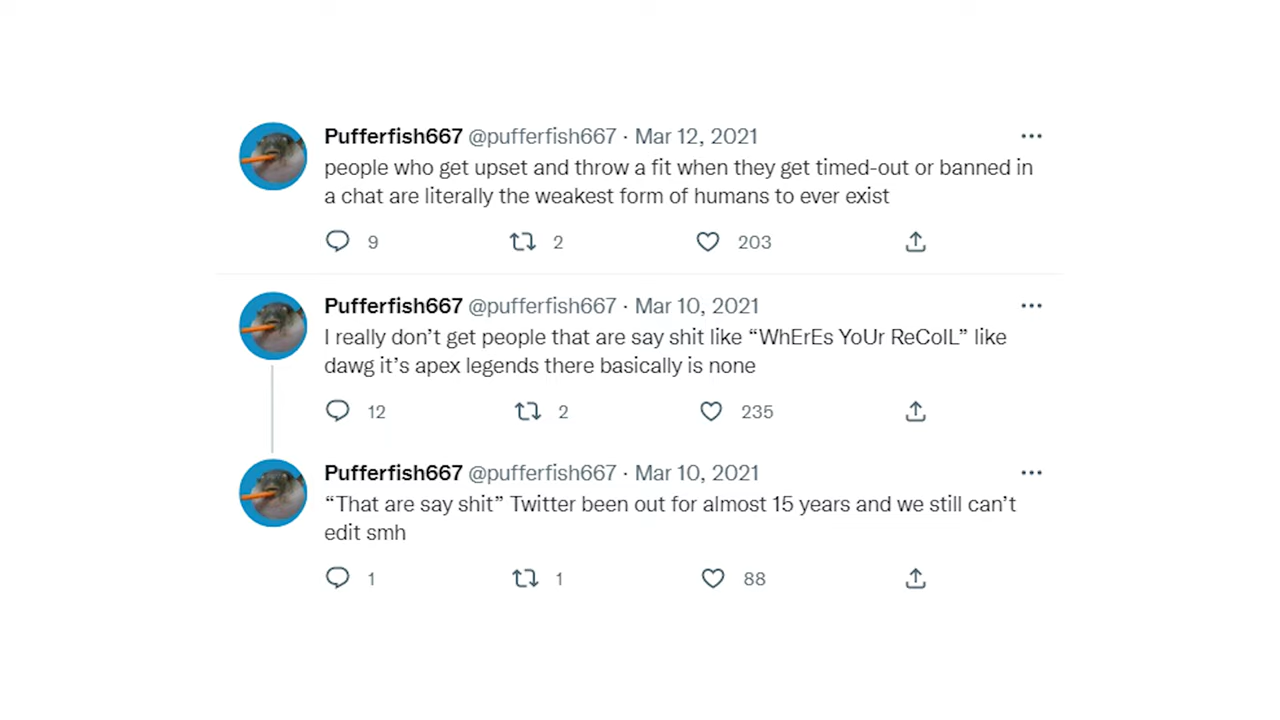 Pufferfish667 @pufferfish667 · Mar 12, 2021
people who get upset and throw a fit when they get timed-out or banned in
a chat are literally the weakest form of humans to ever exist
9 2 203
Pufferfish667 @pufferfish667 · Mar 10, 2021
I really don’t get people that are say shit like “WhErEs YoUr ReCoIL” like
dawg it’s apex legends there basically is none
12 2 235
Pufferfish667 @pufferfish667 · Mar 10, 2021
“That are say shit” Twitter been out for almost 15 years and we still can’t
edit smh
1 1 88